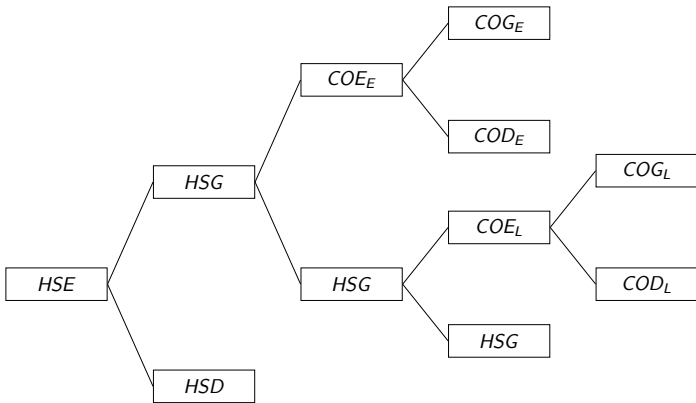 COG_E
COE_E
COD_E
COG_L
HSG
COE_L
HSE
HSG
COD_L
HSG
HSD